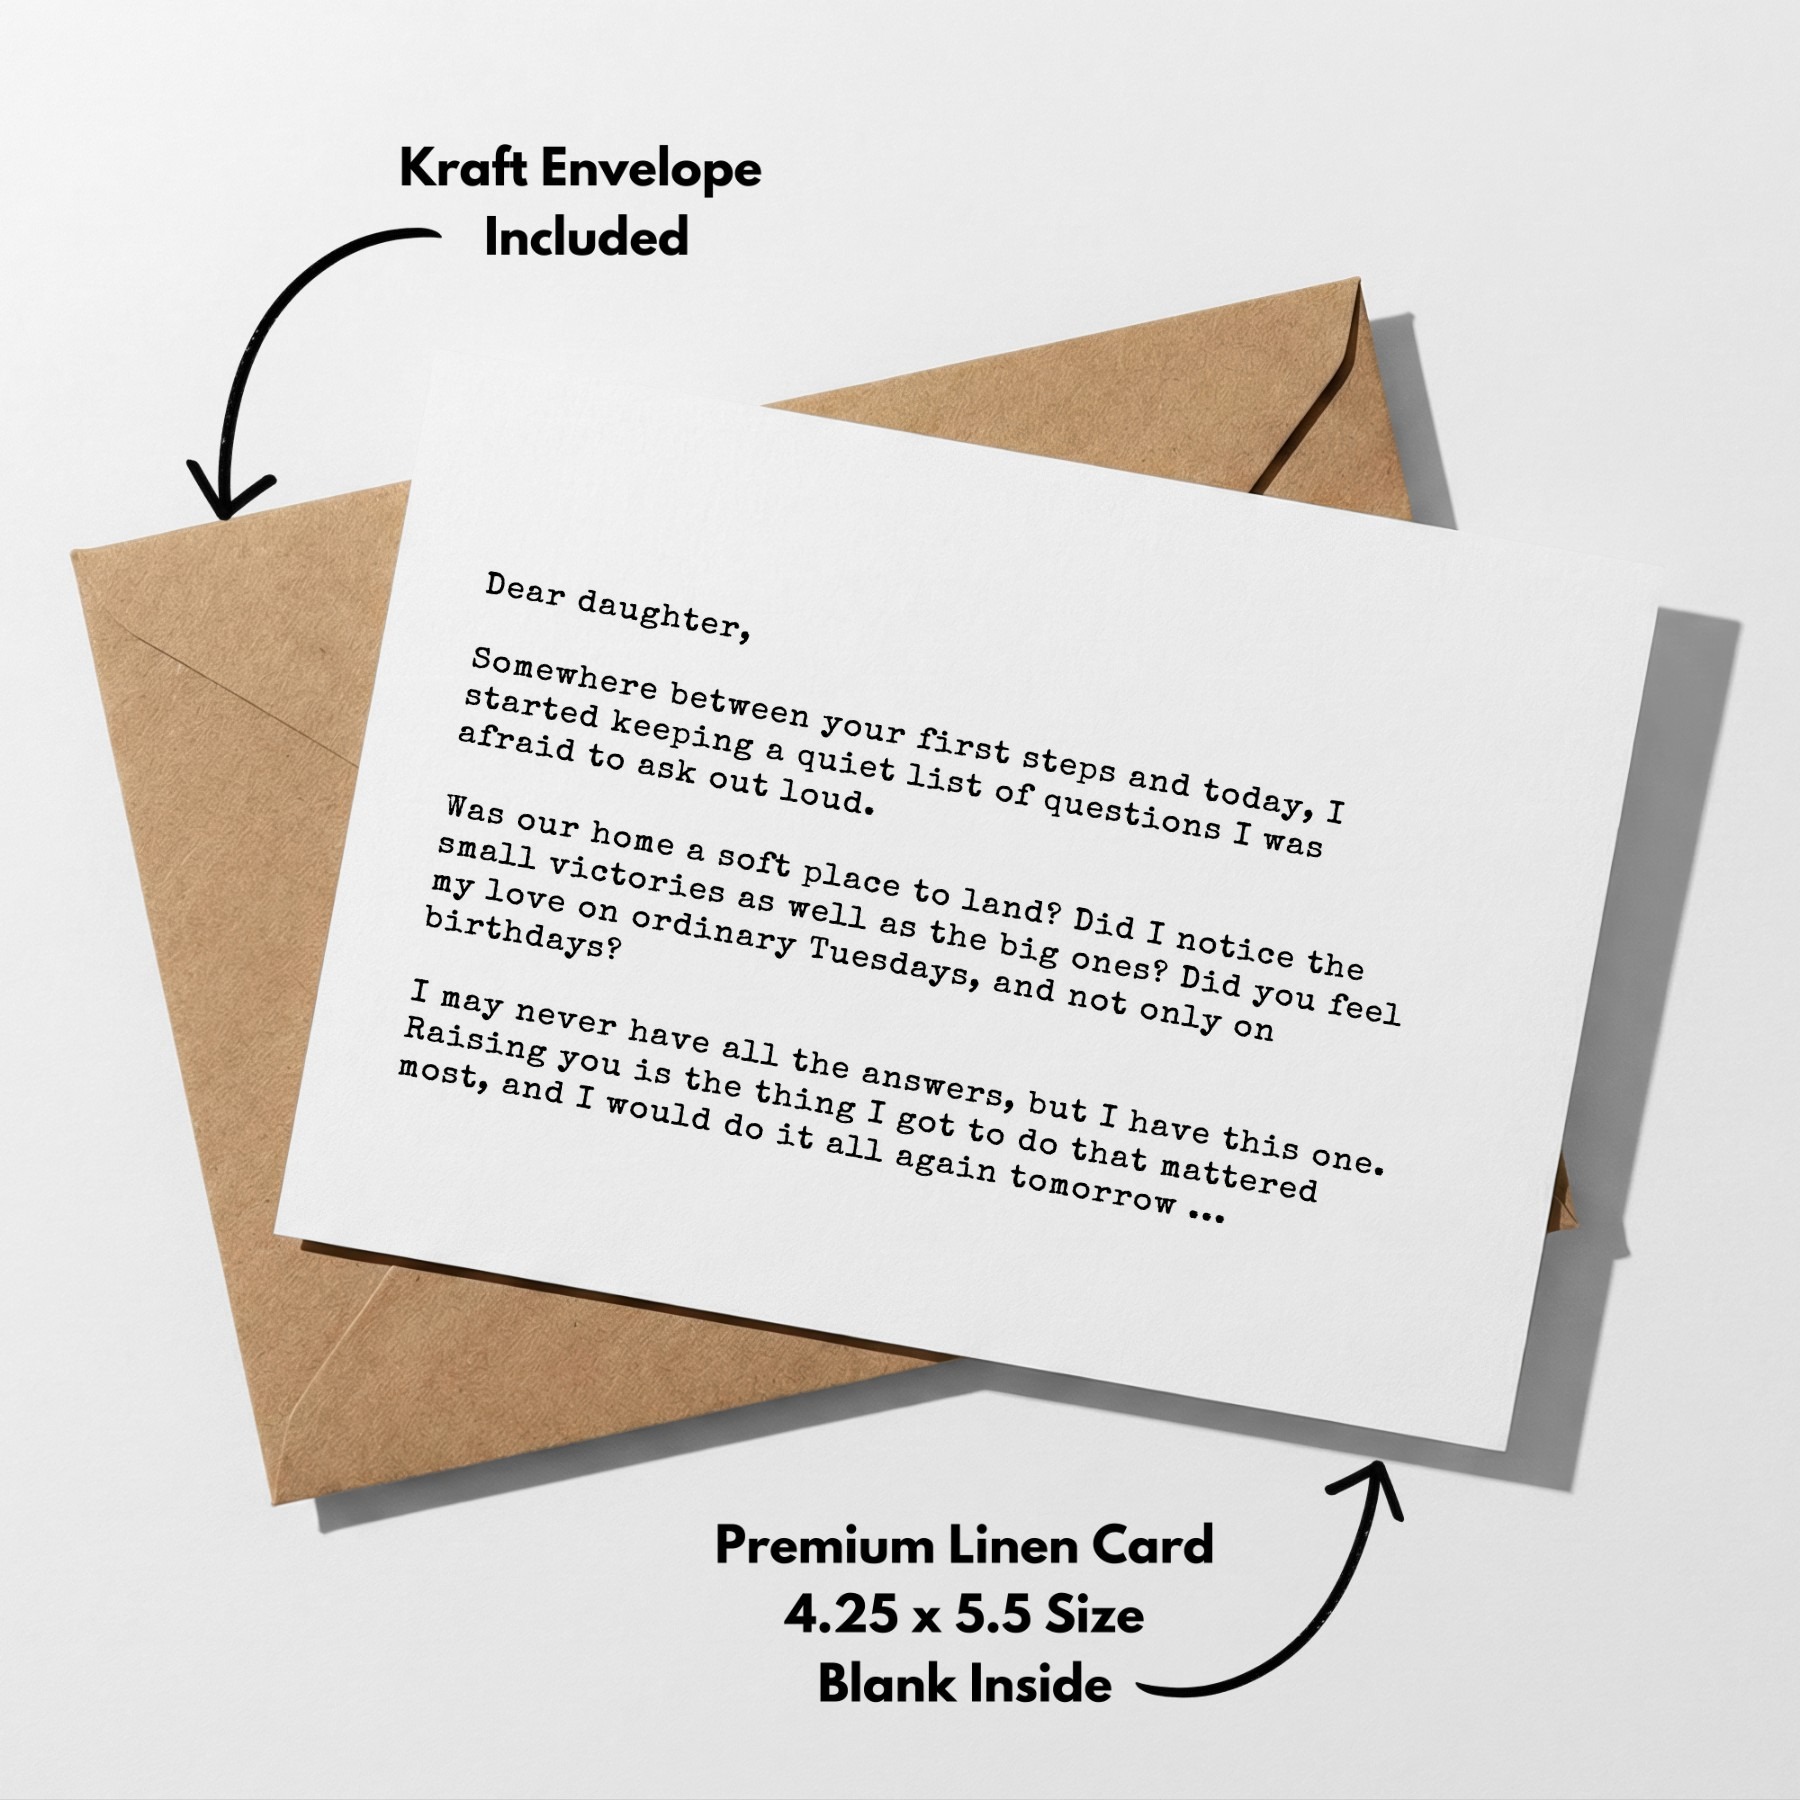 Kraft Envelope
Included
Dear daughter,
Somewhere between your first steps and today, I
started keeping a quiet list of questions I was
afraid to ask out loud.
Was our home a soft place to land? Did I notice the
small victories as well as the big ones? Did you feel
my love on ordinary Tuesdays, and not only on
birthdays?
I may never have all the answers, but I have this one.
Raising you is the thing I got to do that mattered
most, and I would do it all again tomorrow ...
Premium Linen Card
4.25 x 5.5 Size
Blank Inside